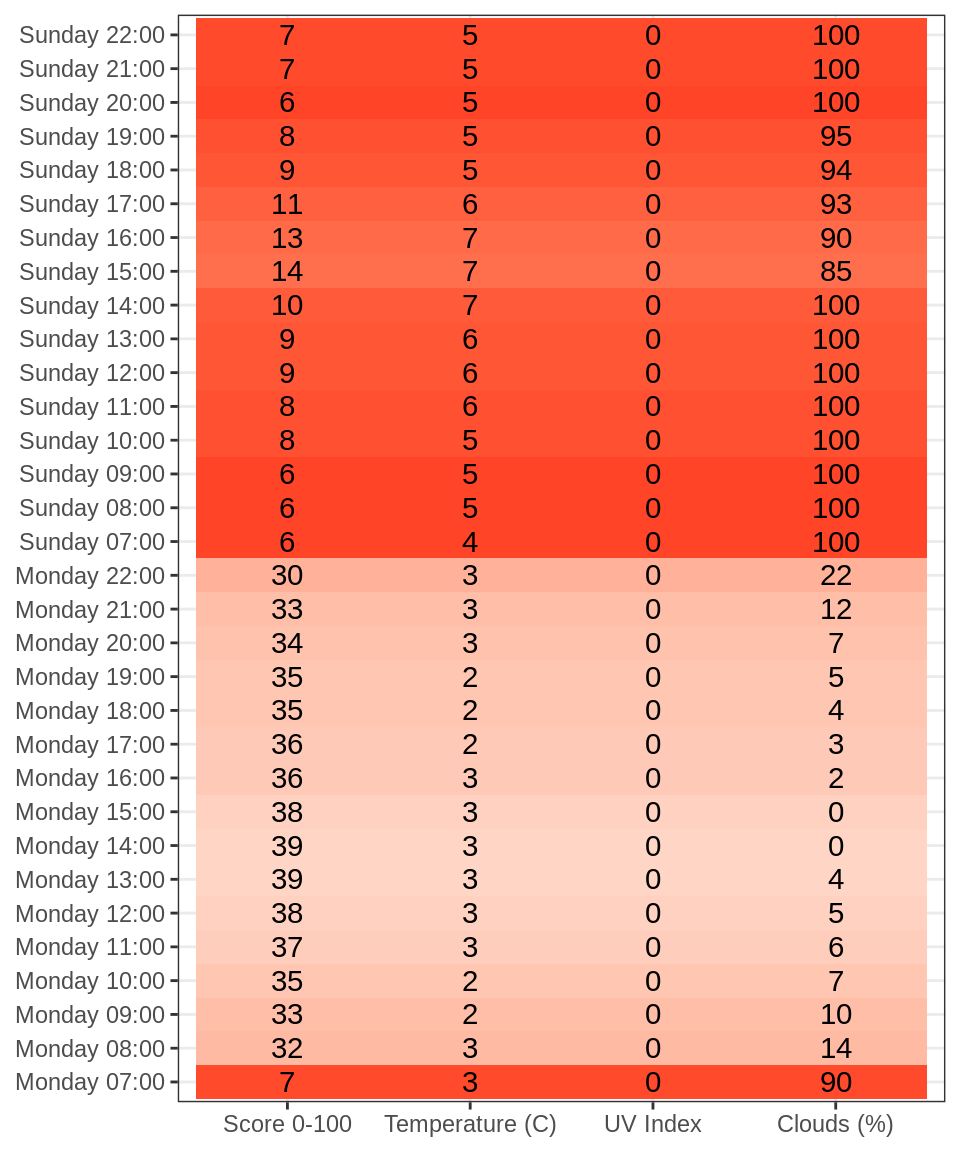 Sunday 22:00 7 5 0 100
Sunday 21:00 7 5 0 100
Sunday 20:00 6 5 0 100
Sunday 19:00 8 5 0 95
Sunday 18:00 9 5 0 94
Sunday 17:00 11 6 0 93
Sunday 16:00 13 7 0 90
Sunday 15:00 14 7 0 85
Sunday 14:00 10 7 0 100
Sunday 13:00 9 6 0 100
Sunday 12:00 9 6 0 100
Sunday 11:00 8 6 0 100
Sunday 10:00 8 5 0 100
Sunday 09:00 6 5 0 100
Sunday 08:00 6 5 0 100
Sunday 07:00 6 4 0 100
Monday 22:00 30 3 0 22
Monday 21:00 33 3 0 12
Monday 20:00 34 3 0 7
Monday 19:00 35 2 0 5
Monday 18:00 35 2 0 4
Monday 17:00 36 2 0 3
Monday 16:00 36 3 0 2
Monday 15:00 38 3 0 0
Monday 14:00 39 3 0 0
Monday 13:00 39 3 0 4
Monday 12:00 38 3 0 5
Monday 11:00 37 3 0 6
Monday 10:00 35 2 0 7
Monday 09:00 33 2 0 10
Monday 08:00 32 3 0 14
Monday 07:00 7 3 0 90
Score 0-100 Temperature (C) UV Index Clouds (%)